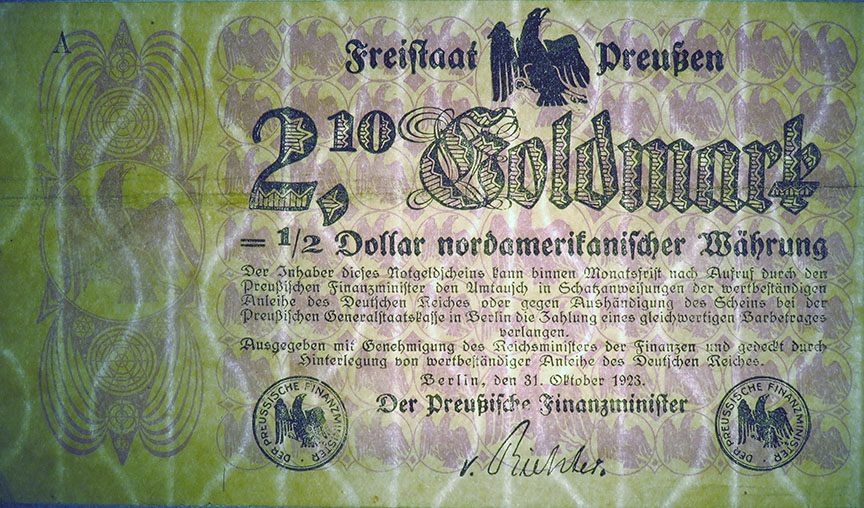 A
Freistaat Preußen
2,10 Goldmark
= 1/2 Dollar nordamerikanischer Währung
Der Inhaber dieses Notgeldscheins kann binnen Monatsfrist nach Aufruf durch den
Preußischen Finanzminister den Umtausch in Schatzanweisungen der wertbeständigen
Anleihe des Deutschen Reiches oder gegen Aushändigung des Scheins bei der
Preußischen Generalstaatskasse in Berlin die Zahlung eines gleichwertigen Barbetrages
verlangen.
Ausgegeben mit Genehmigung des Reichsministers der Finanzen und gedeckt durch
Hinterlegung von wertbeständiger Anleihe des Deutschen Reiches.
Berlin, den 31. Oktober 1923.
Der Preußische Finanzminister
v. Richter.
DER PREUSSISCHE FINANZMINISTER
DER PREUSSISCHE FINANZMINISTER